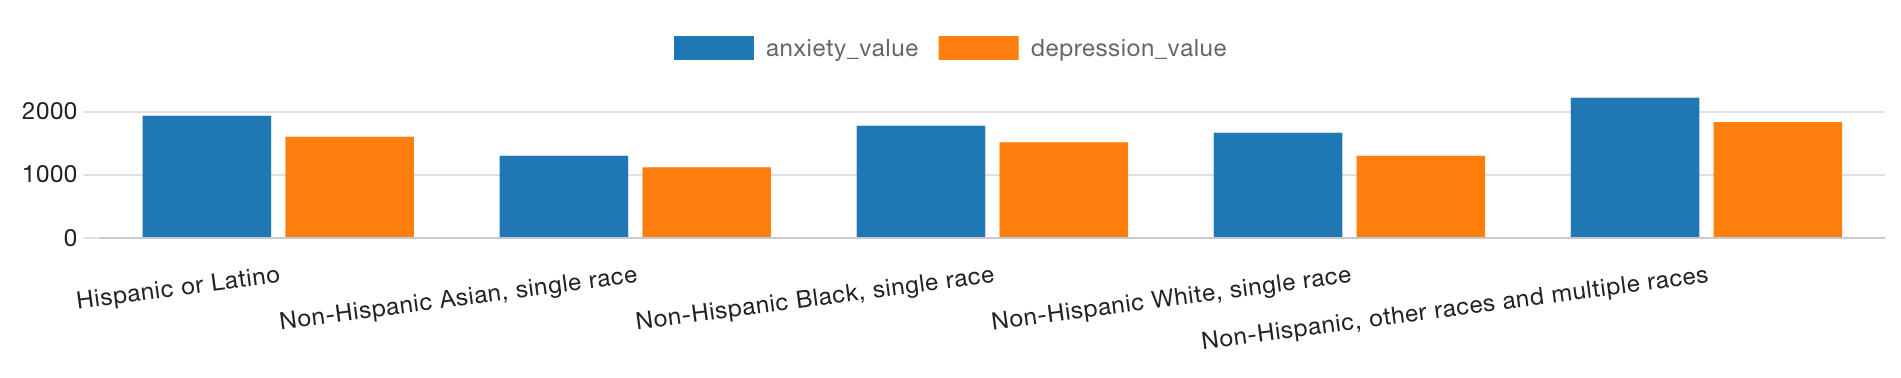 anxiety_value depression_value
2000
1000
0
Hispanic or Latino
Non-Hispanic Asian, single race
Non-Hispanic Black, single race
Non-Hispanic White, single race
Non-Hispanic, other races and multiple races